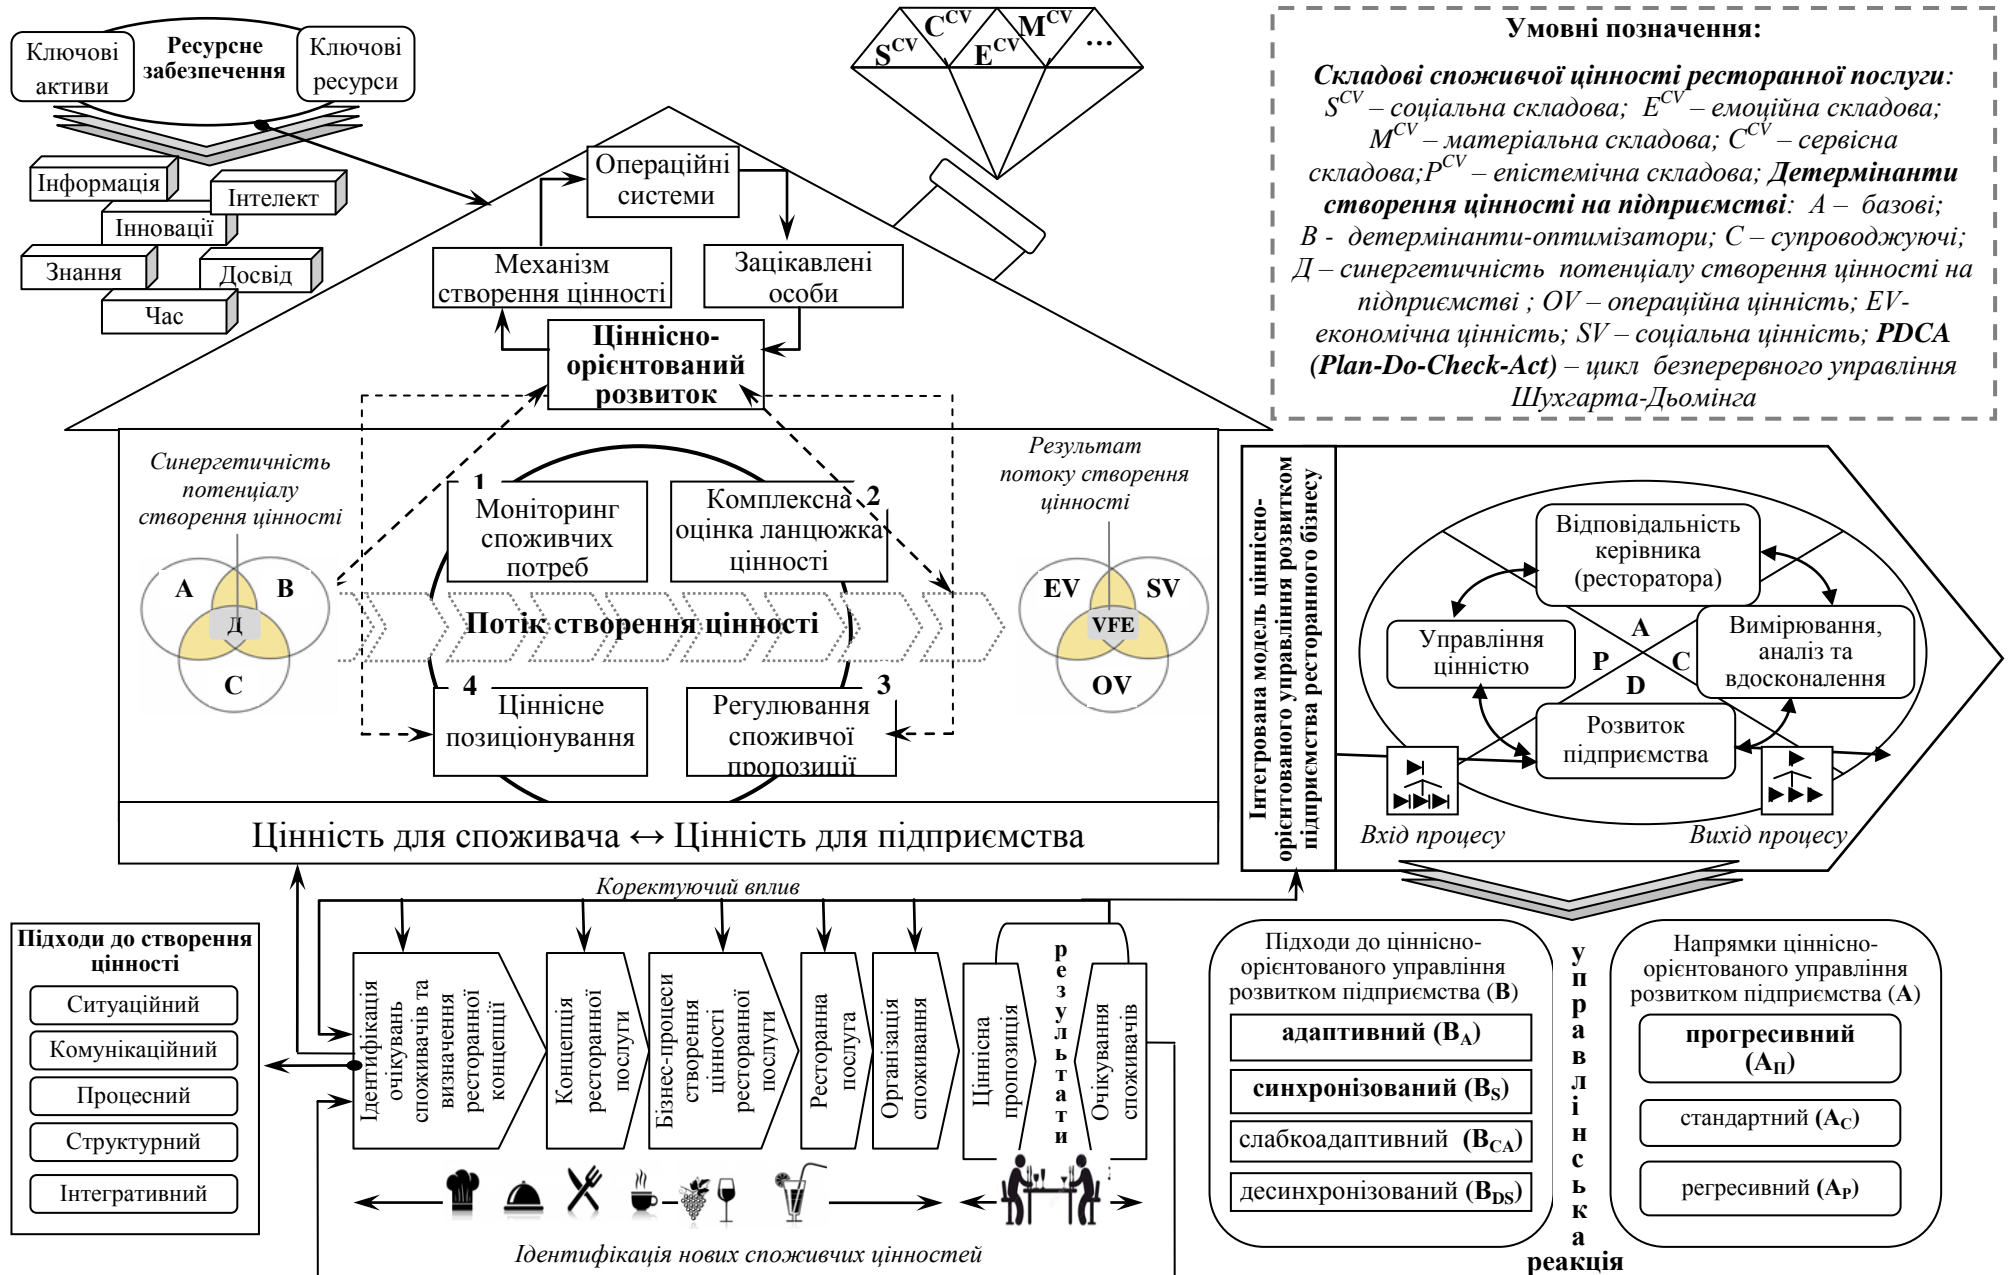 Ключові
активи
Ресурсне
забезпечення
Ключові
ресурси
Інформація
Інтелект
Інновації
Знання
Досвід
Час
S^CV
C^CV
E^CV
M^CV
...
Операційні
системи
Механізм
створення цінності
Зацікавлені
особи
Ціннісно-
орієнтований
розвиток
Умовні позначення:
Складові споживчої цінності ресторанної послуги:
S^CV – соціальна складова; E^CV – емоційна складова;
M^CV – матеріальна складова; C^CV – сервісна
складова;P^CV – епістемічна складова; Детермінанти
створення цінності на підприємстві: A – базові;
B - детермінанти-оптимізатори; C – супроводжуючі;
Д – синергетичність потенціалу створення цінності на
підприємстві ; OV – операційна цінність; EV-
економічна цінність; SV – соціальна цінність; PDCA
(Plan-Do-Check-Act) – цикл безперервного управління
Шухгарта-Дьомінга
Синергетичність
потенціалу
створення цінності
A
B
Д
C
1
Моніторинг
споживчих
потреб
2
Комплексна
оцінка ланцюжка
цінності
Потік створення цінності
4
Ціннісне
позиціонування
3
Регулювання
споживчої
пропозиції
Результат
потоку створення
цінності
EV
SV
VFE
OV
Цінність для споживача ↔ Цінність для підприємства
Інтегрована модель ціннісно-
орієнтованого управління розвитком
підприємства ресторанного бізнесу
Відповідальність
керівника
(ресторатора)
Управління
цінністю
A
P
C
D
Вимірювання,
аналіз та
вдосконалення
Розвиток
підприємства
Вхід процесу
Вихід процесу
Коректуючий вплив
Підходи до створення
цінності
Ситуаційний
Комунікаційний
Процесний
Структурний
Інтегративний
Ідентифікація
очікувань
споживачів та
визначення
ресторанної
концепції
Концепція
ресторанної
послуги
Бізнес-процеси
створення
цінності
ресторанної
послуги
Ресторанна
послуга
Організація
споживання
Ціннісна
пропозиція
результати
Очікування
споживачів
Ідентифікація нових споживчих цінностей
Підходи до ціннісно-
орієнтованого управління
розвитком підприємства (B)
адаптивний (B_A)
синхронізований (B_S)
слабкоадаптивний (B_CA)
десинхронізований (B_DS)
управлінська
реакція
Напрямки ціннісно-
орієнтованого управління
розвитком підприємства (A)
прогресивний
(A_П)
стандартний (A_C)
регресивний (A_P)